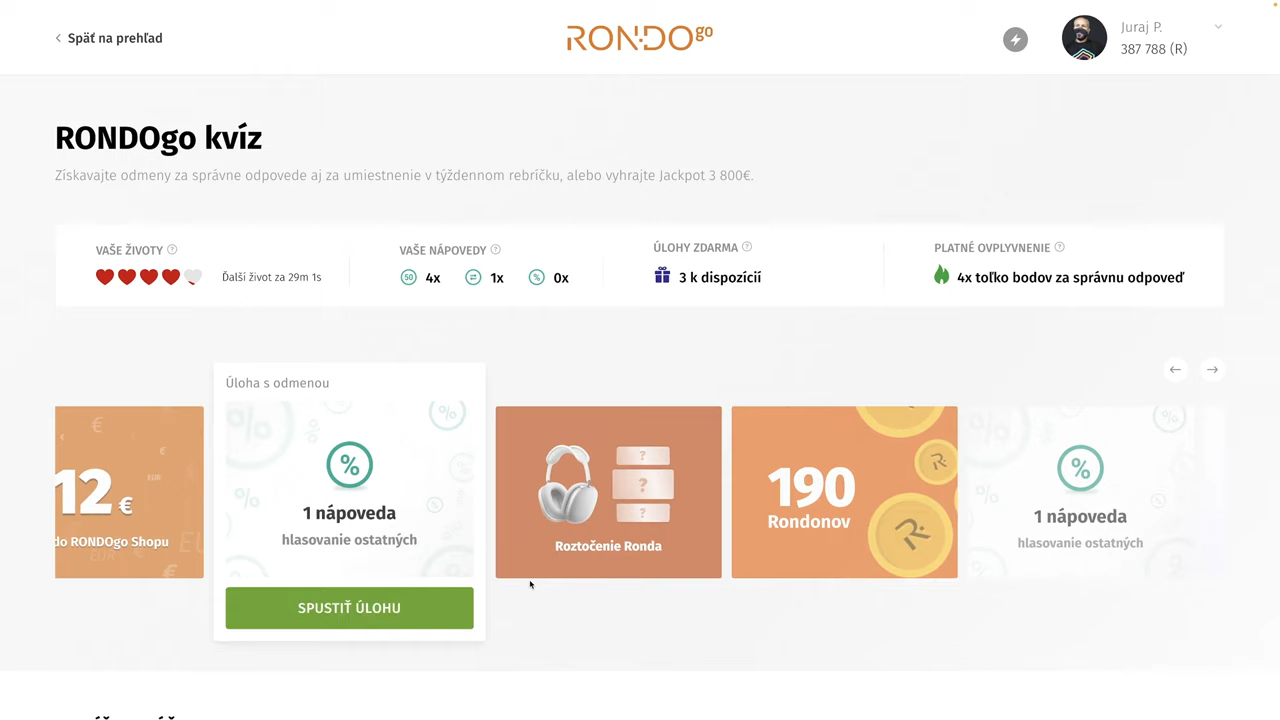 Späť na prehľad
RONDOgo
Juraj P.
387 788 (R)
RONDOgo kvíz
Získavajte odmeny za správne odpovede aj za umiestnenie v týždennom rebríčku, alebo vyhrajte Jackpot 3 800€.
VAŠE ŽIVOTY ?
Ďalší život za 29m 1s
VAŠE NÁPOVEDY ?
50 4x 1x % 0x
ÚLOHY ZDARMA ?
3 k dispozícií
PLATNÉ OVPLYVNENIE ?
4x toľko bodov za správnu odpoveď
12 €
do RONDOgo Shopu
Úloha s odmenou
%
1 nápoveda
hlasovanie ostatných
SPUSTIŤ ÚLOHU
?
?
?
Roztočenie Ronda
190
Rondonov
%
1 nápoveda
hlasovanie ostatných